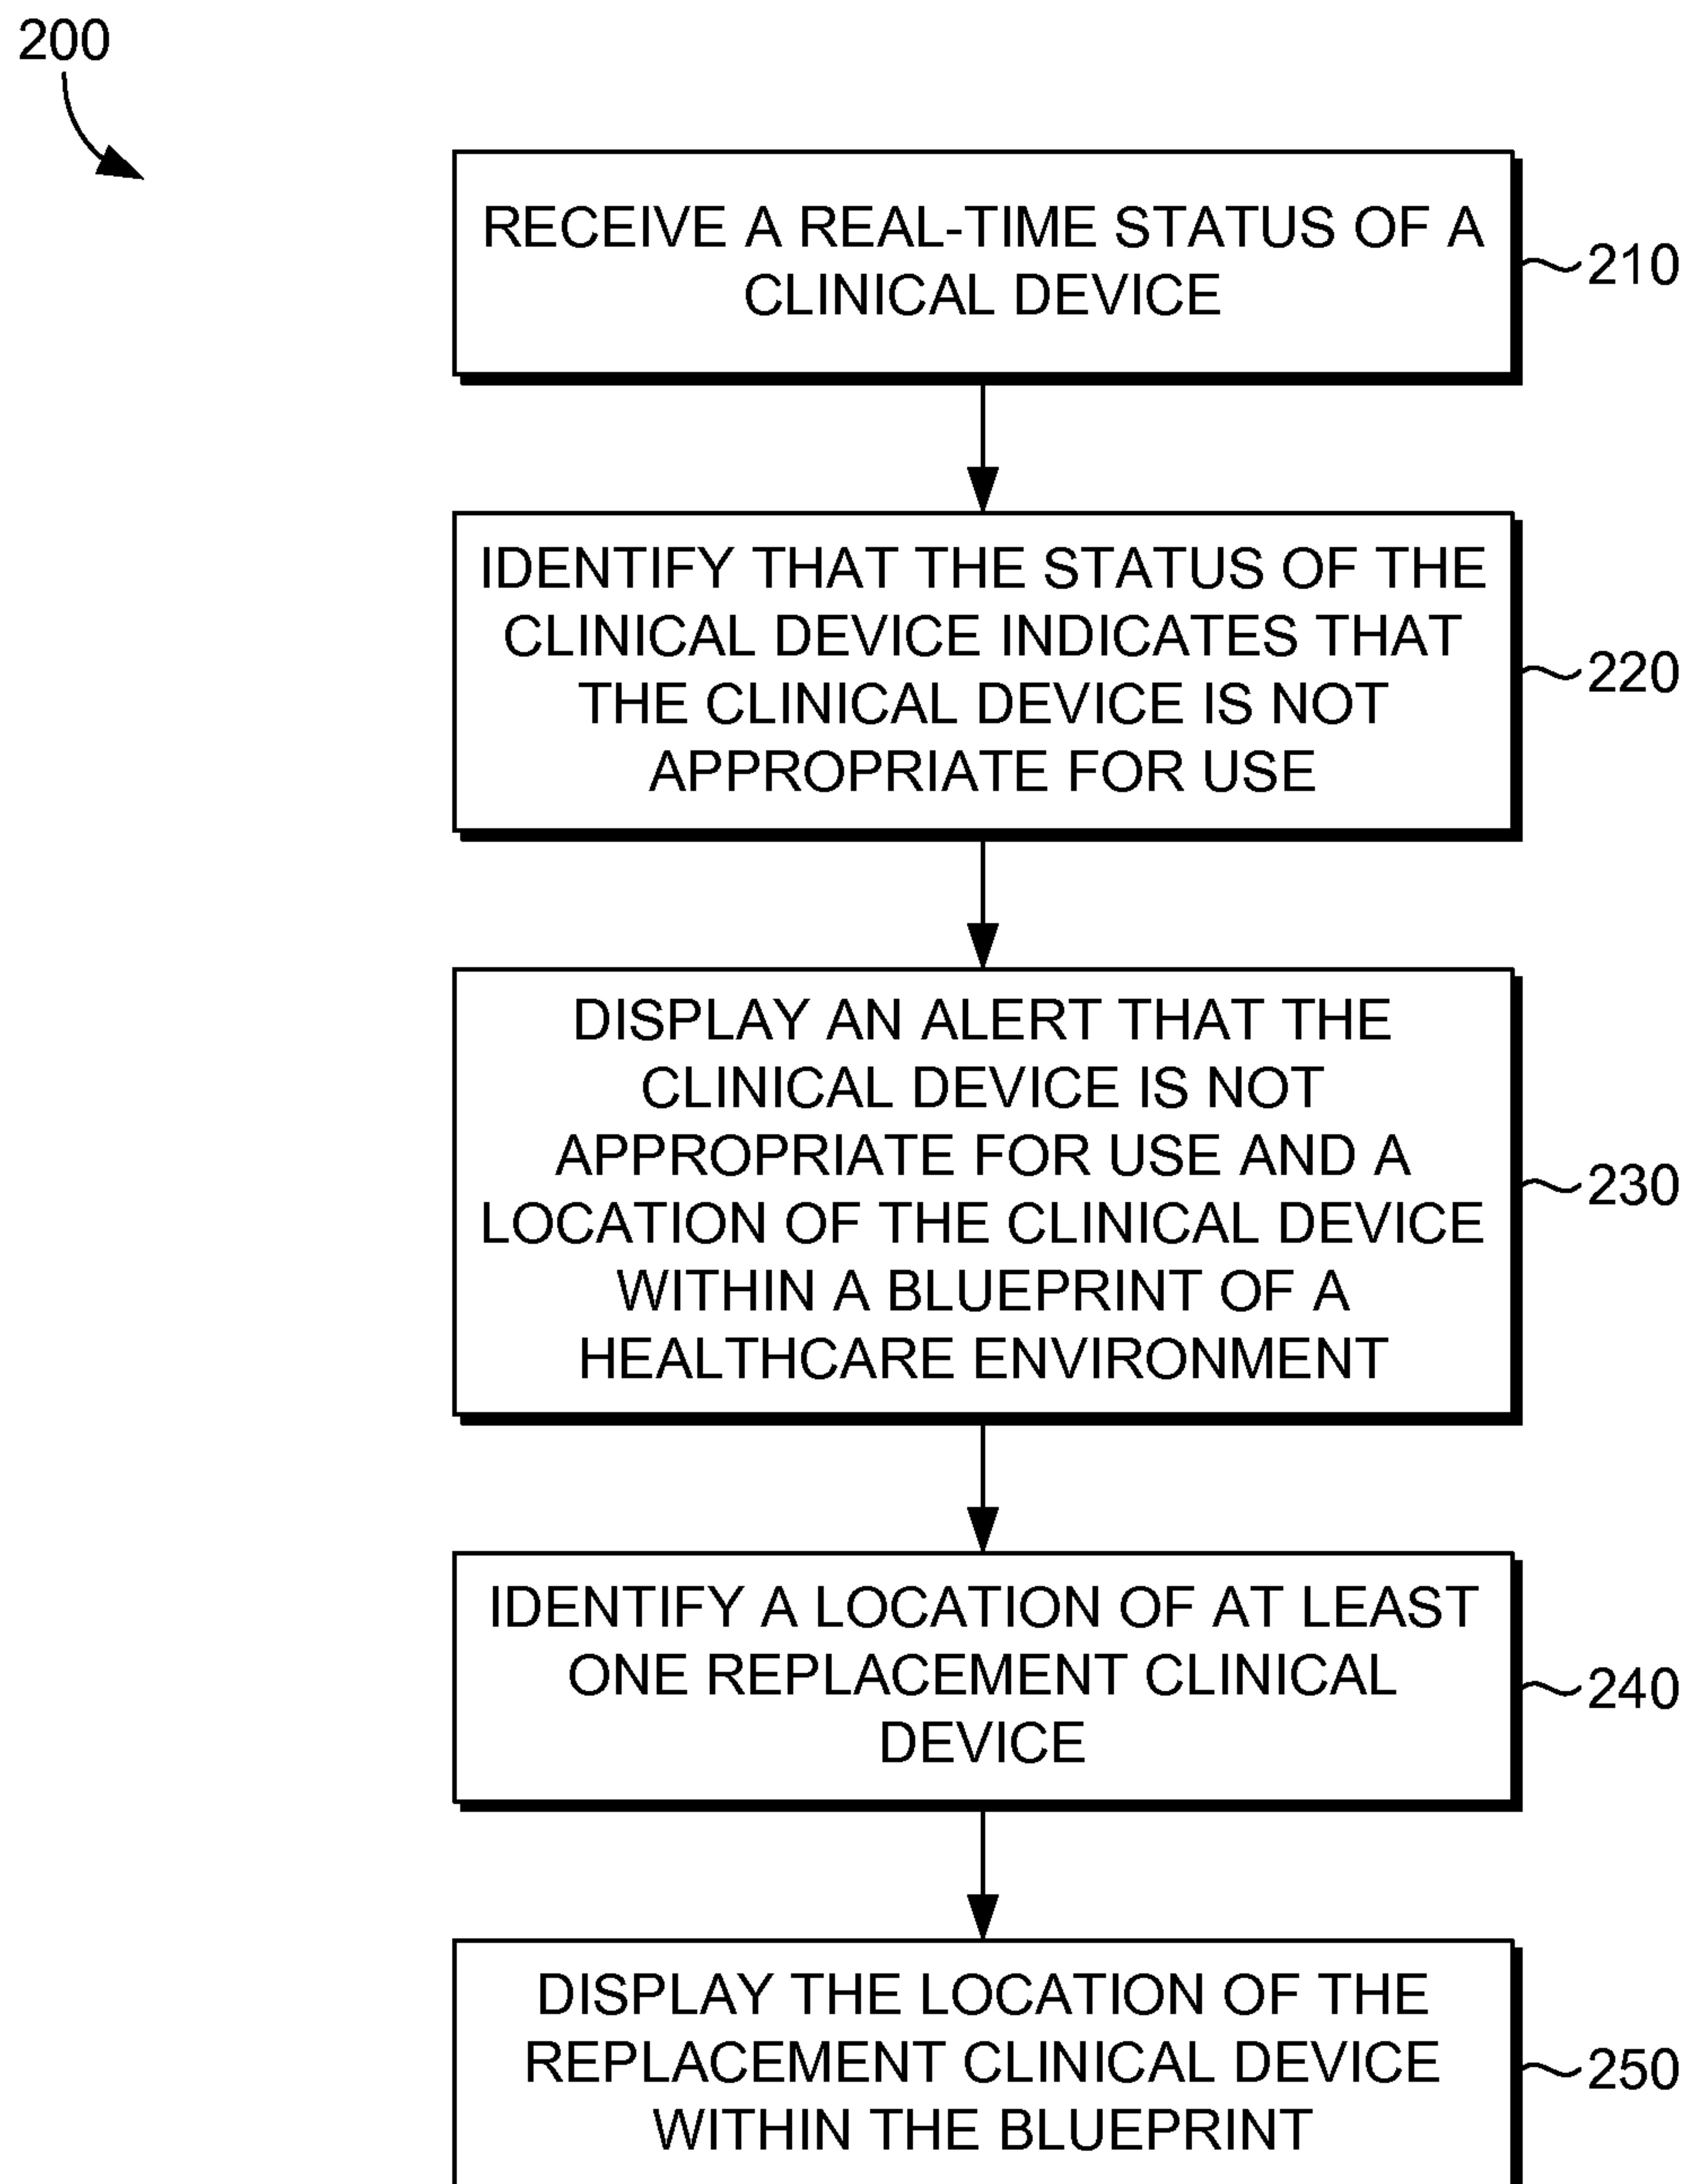 200
RECEIVE A REAL-TIME STATUS OF A
CLINICAL DEVICE
210
IDENTIFY THAT THE STATUS OF THE
CLINICAL DEVICE INDICATES THAT
THE CLINICAL DEVICE IS NOT
APPROPRIATE FOR USE
220
DISPLAY AN ALERT THAT THE
CLINICAL DEVICE IS NOT
APPROPRIATE FOR USE AND A
LOCATION OF THE CLINICAL DEVICE
WITHIN A BLUEPRINT OF A
HEALTHCARE ENVIRONMENT
230
IDENTIFY A LOCATION OF AT LEAST
ONE REPLACEMENT CLINICAL
DEVICE
240
DISPLAY THE LOCATION OF THE
REPLACEMENT CLINICAL DEVICE
WITHIN THE BLUEPRINT
250